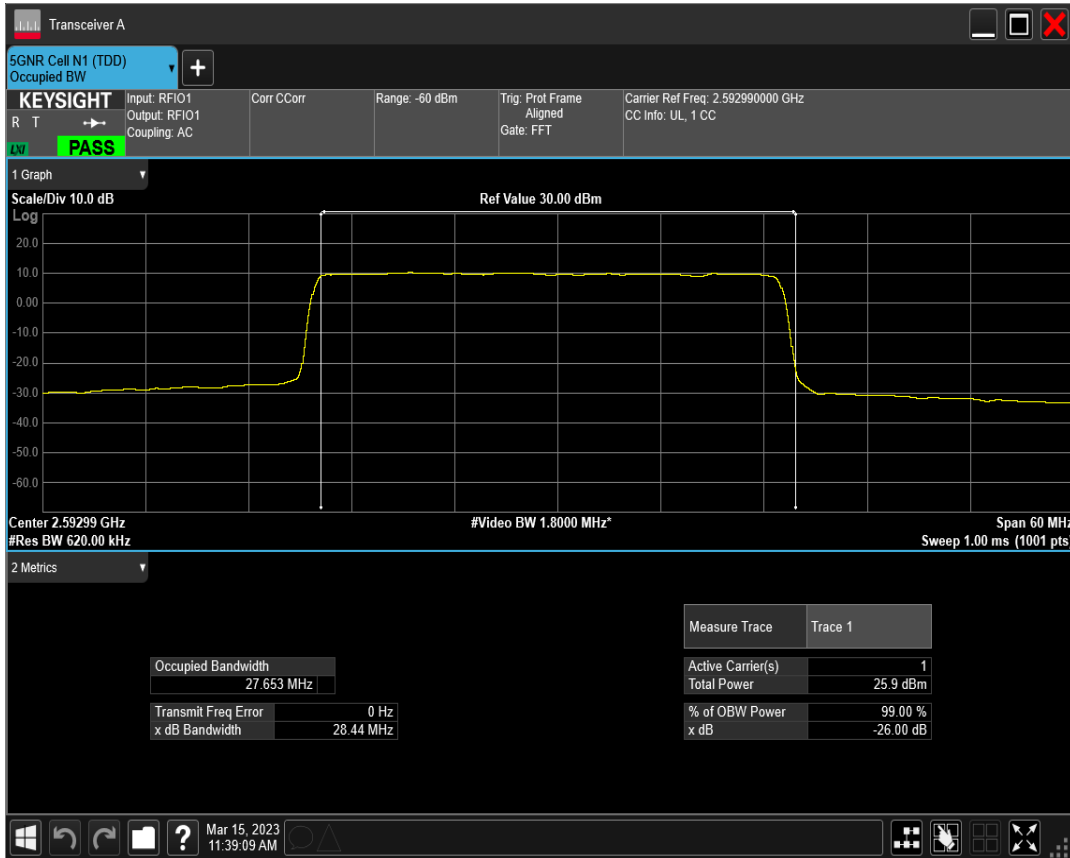 Transceiver A
5GNR Cell N1 (TDD)
Occupied BW
+
KEYSIGHT
R T
LXI
PASS
Input: RFIO1
Output: RFIO1
Coupling: AC
Corr CCorr
Range: -60 dBm
Trig: Prot Frame
Aligned
Gate: FFT
Carrier Ref Freq: 2.592990000 GHz
CC Info: UL, 1 CC
1 Graph
Scale/Div 10.0 dB
Ref Value 30.00 dBm
Log
20.0
10.0
0.00
-10.0
-20.0
-30.0
-40.0
-50.0
-60.0
Center 2.59299 GHz
#Video BW 1.8000 MHz*
Span 60 MHz
#Res BW 620.00 kHz
Sweep 1.00 ms (1001 pts)
2 Metrics
Measure Trace Trace 1
Occupied Bandwidth
27.653 MHz
Transmit Freq Error 0 Hz
x dB Bandwidth 28.44 MHz
Active Carrier(s) 1
Total Power 25.9 dBm
% of OBW Power 99.00 %
x dB -26.00 dB
?
Mar 15, 2023
11:39:09 AM